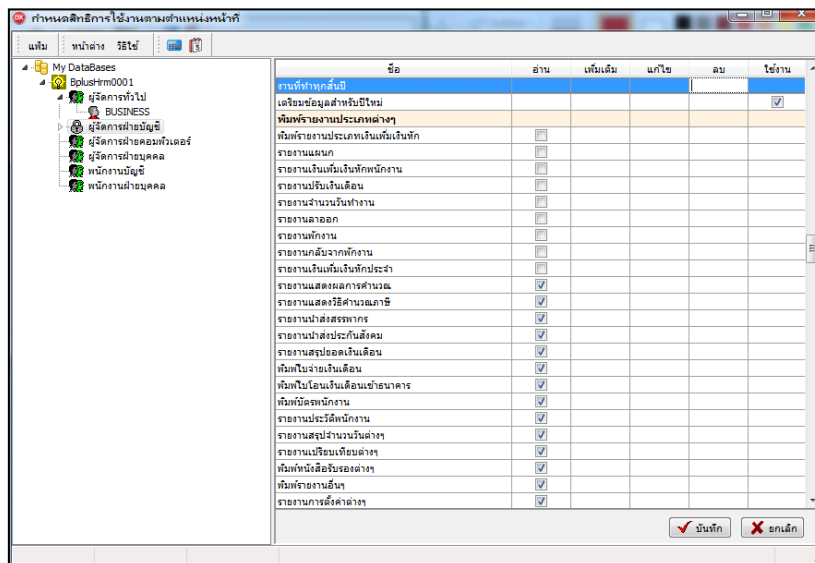 กำหนดสิทธิการใช้งานตามตำแหน่งหน้าที่
แฟ้ม หน้าต่าง วิธีใช้
My DataBases
BplusHrm0001
ผู้จัดการทั่วไป
BUSINESS
ผู้จัดการฝ่ายบัญชี
ผู้จัดการฝ่ายคอมพิวเตอร์
ผู้จัดการฝ่ายบุคคล
พนักงานบัญชี
พนักงานฝ่ายบุคคล
ชื่อ อ่าน เพิ่มเติม แก้ไข ลบ ใช้งาน
งานที่ทำทุกสิ้นปี
เตรียมข้อมูลสำหรับปีใหม่
พิมพ์รายงานประเภทต่างๆ
พิมพ์รายงานประเภทเงินเพิ่มเงินหัก
รายงานแผนก
รายงานเงินเพิ่มเงินหักพนักงาน
รายงานปรับเงินเดือน
รายงานจำนวนวันทำงาน
รายงานลาออก
รายงานพักงาน
รายงานกลับจากพักงาน
รายงานเงินเพิ่มเงินหักประจำ
รายงานแสดงผลการคำนวณ
รายงานแสดงวิธีคำนวณภาษี
รายงานนำส่งสรรพากร
รายงานนำส่งประกันสังคม
รายงานสรุปยอดเงินเดือน
พิมพ์ใบจ่ายเงินเดือน
พิมพ์ใบโอนเงินเดือนเข้าธนาคาร
พิมพ์บัตรพนักงาน
รายงานประวัติพนักงาน
รายงานสรุปจำนวนวันต่างๆ
รายงานเปรียบเทียบต่างๆ
พิมพ์หนังสือรับรองต่างๆ
พิมพ์รายงานอื่นๆ
รายงานการตั้งค่าต่างๆ
บันทึก ยกเลิก